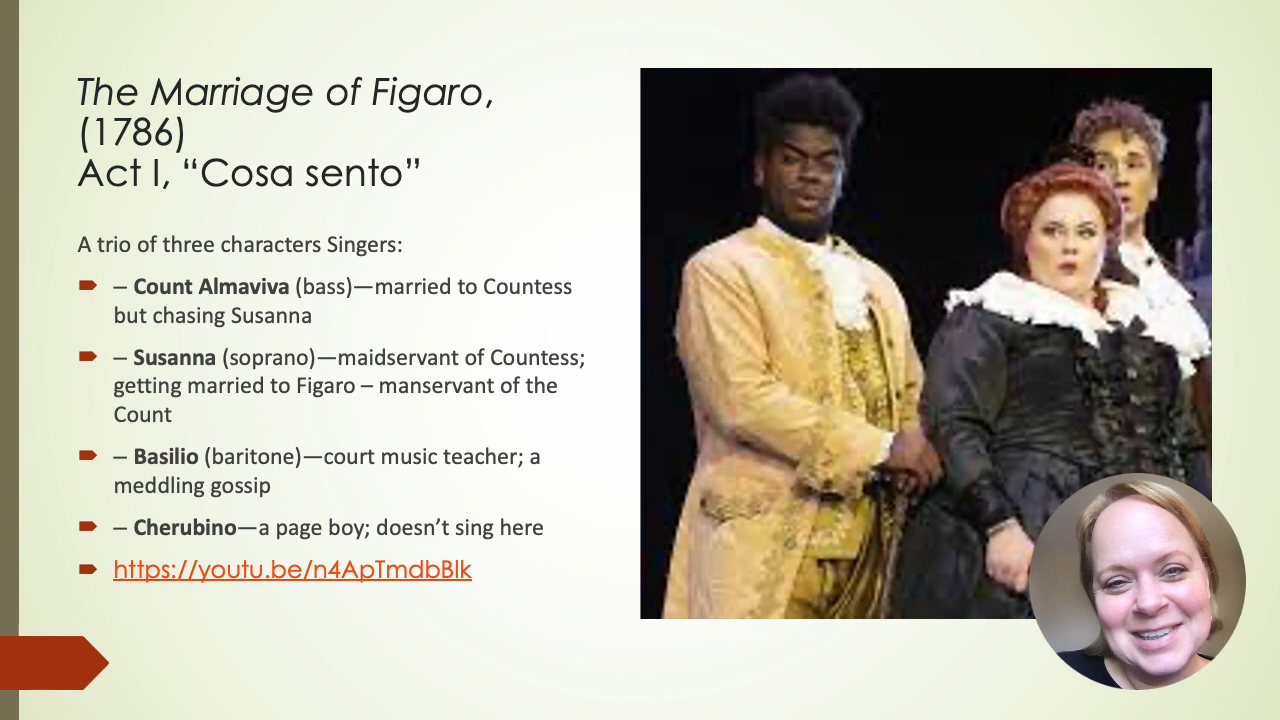 The Marriage of Figaro,
(1786)
Act I, “Cosa sento”
A trio of three characters Singers:
– Count Almaviva (bass)—married to Countess
but chasing Susanna
– Susanna (soprano)—maidservant of Countess;
getting married to Figaro – manservant of the
Count
– Basilio (baritone)—court music teacher; a
meddling gossip
– Cherubino—a page boy; doesn’t sing here
https://youtu.be/n4ApTmdbBlk